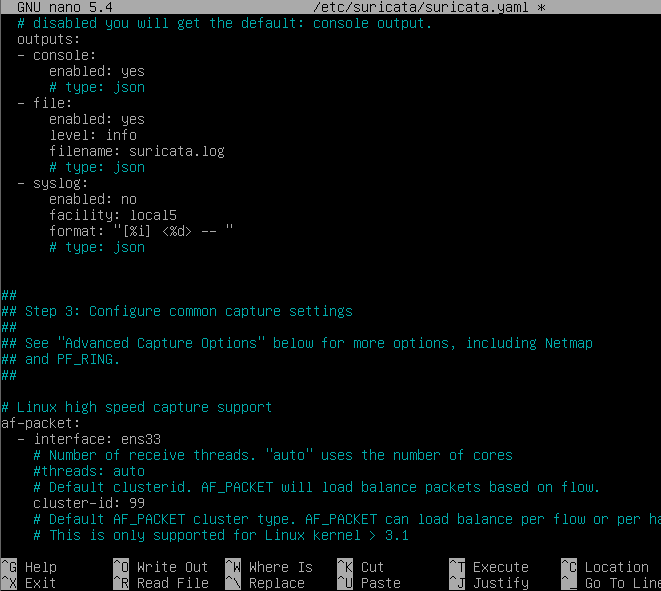 GNU nano 5.4 /etc/suricata/suricata.yaml *
# disabled you will get the default: console output.
outputs:
- console:
enabled: yes
# type: json
- file:
enabled: yes
level: info
filename: suricata.log
# type: json
- syslog:
enabled: no
facility: local5
format: "[%i] <%d> -- "
# type: json
##
## Step 3: Configure common capture settings
##
## See "Advanced Capture Options" below for more options, including Netmap
## and PF_RING.
##
# Linux high speed capture support
af-packet:
- interface: ens33
# Number of receive threads. "auto" uses the number of cores
#threads: auto
# Default clusterid. AF_PACKET will load balance packets based on flow.
cluster-id: 99
# Default AF_PACKET cluster type. AF_PACKET can load balance per flow or per ha
# This is only supported for Linux kernel > 3.1
^G Help ^O Write Out ^W Where Is ^K Cut ^T Execute ^C Location
^X Exit ^R Read File ^\ Replace ^U Paste ^J Justify ^_ Go To Line